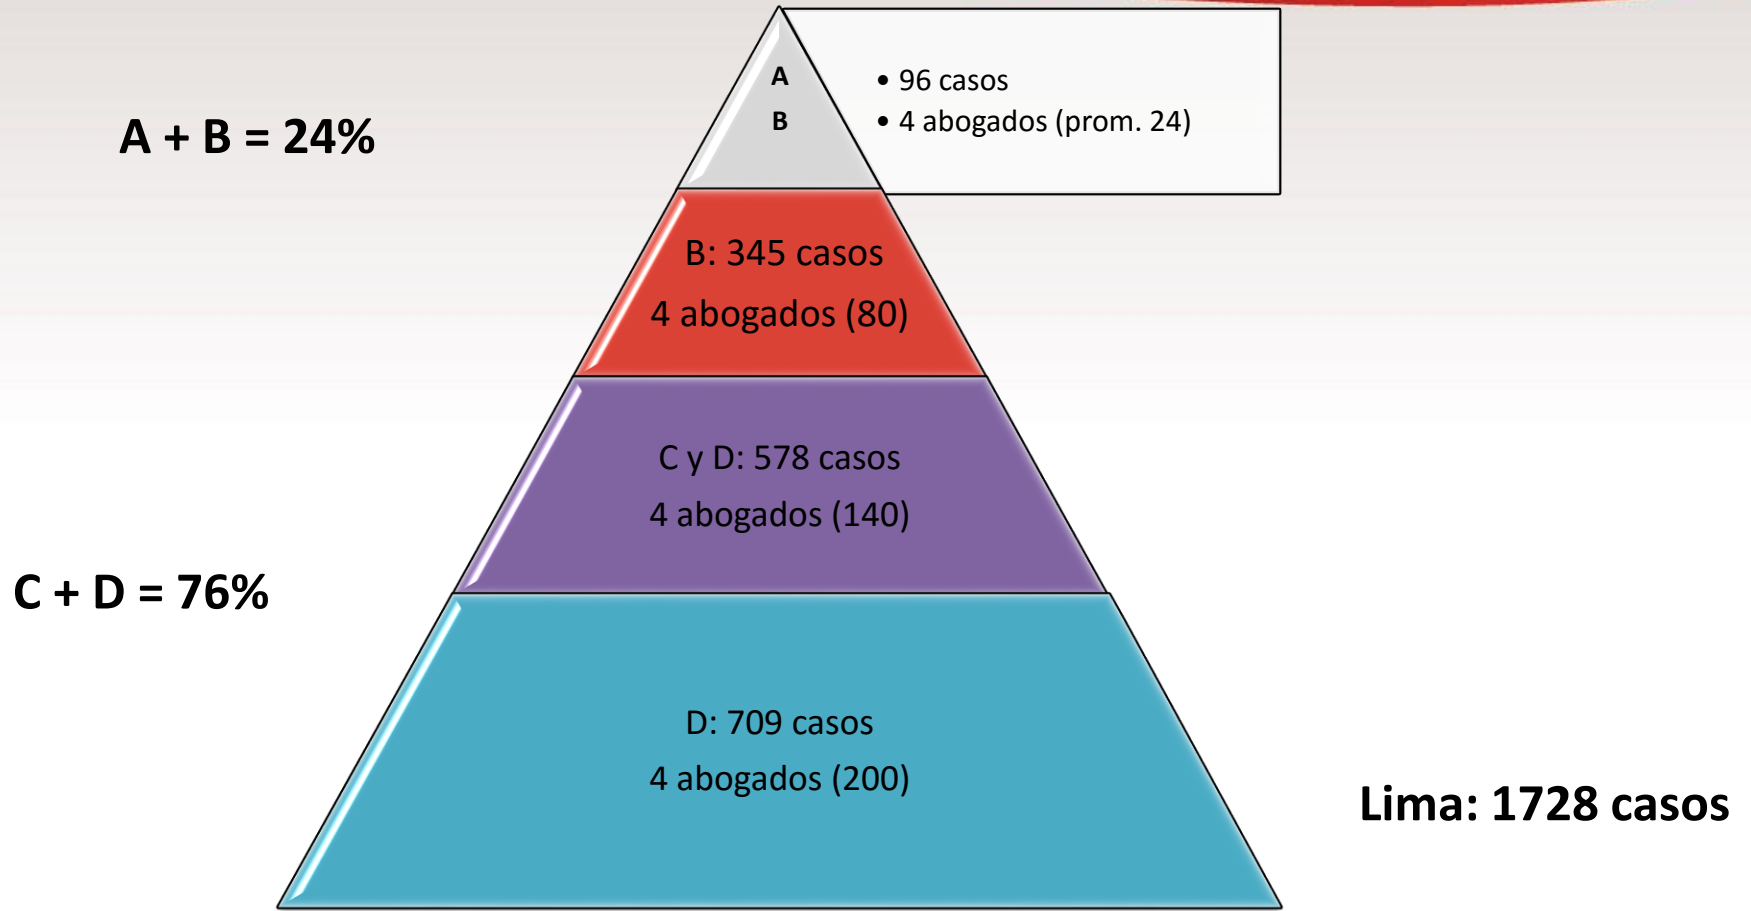 A
B
• 96 casos
• 4 abogados (prom. 24)
A + B = 24%
B: 345 casos
4 abogados (80)
C y D: 578 casos
4 abogados (140)
C + D = 76%
D: 709 casos
4 abogados (200)
Lima: 1728 casos